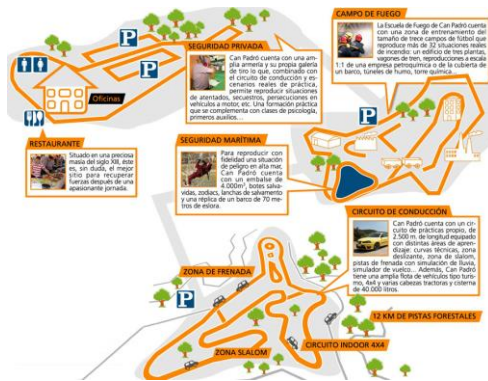 CAMPO DE FUEGO
La Escuela de Fuego de Can Padró cuenta
con una zona de entrenamiento del
tamaño de trece campos de fútbol que
reproduce más de 32 situaciones reales
de incendio: un edificio de tres plantas,
vagones de tren, reproducciones a escala
1:1 de una empresa petroquímica o de la cubierta de
un barco, túneles de humo, torre química...
P
SEGURIDAD PRIVADA
Can Padró cuenta con una am-
plia armería y su propia galería
de tiro lo que, combinado con
el circuito de conducción y es-
cenarios reales de práctica,
permite reproducir situaciones
de atentados, secuestros, persecuciones en
vehículos a motor, etc. Una formación práctica
que se complementa con clases de psicología,
primeros auxilios...
P
Oficinas
P
RESTAURANTE
Situado en una preciosa
masía del siglo XIII, éste
es, sin duda, el mejor
sitio para recuperar
fuerzas después de una
apasionante jornada.
SEGURIDAD MARÍTIMA
Para reproducir con
fidelidad una situación
de peligro en alta mar,
Can Padró cuenta
con un embalse de
4.000m², botes salva-
vidas, zodiacs, lanchas de salvamento
y una réplica de un barco de 70 me-
tros de eslora.
CIRCUITO DE CONDUCCIÓN
Can Padró cuenta con un cir-
cuito de prácticas propio, de
2.500 m. de longitud equipado
con distintas áreas de apren-
dizaje: curvas técnicas, zona
deslizante, zona de slalom,
pistas de frenada con simulación de lluvia,
simulador de vuelco... Además, Can Padró
tiene una amplia flota de vehículos tipo turis-
mo, 4x4 y varias cabezas tractoras y cisterna
de 40.000 litros.
ZONA DE FRENADA
P
12 KM DE PISTAS FORESTALES
CIRCUITO INDOOR 4X4
ZONA SLALOM